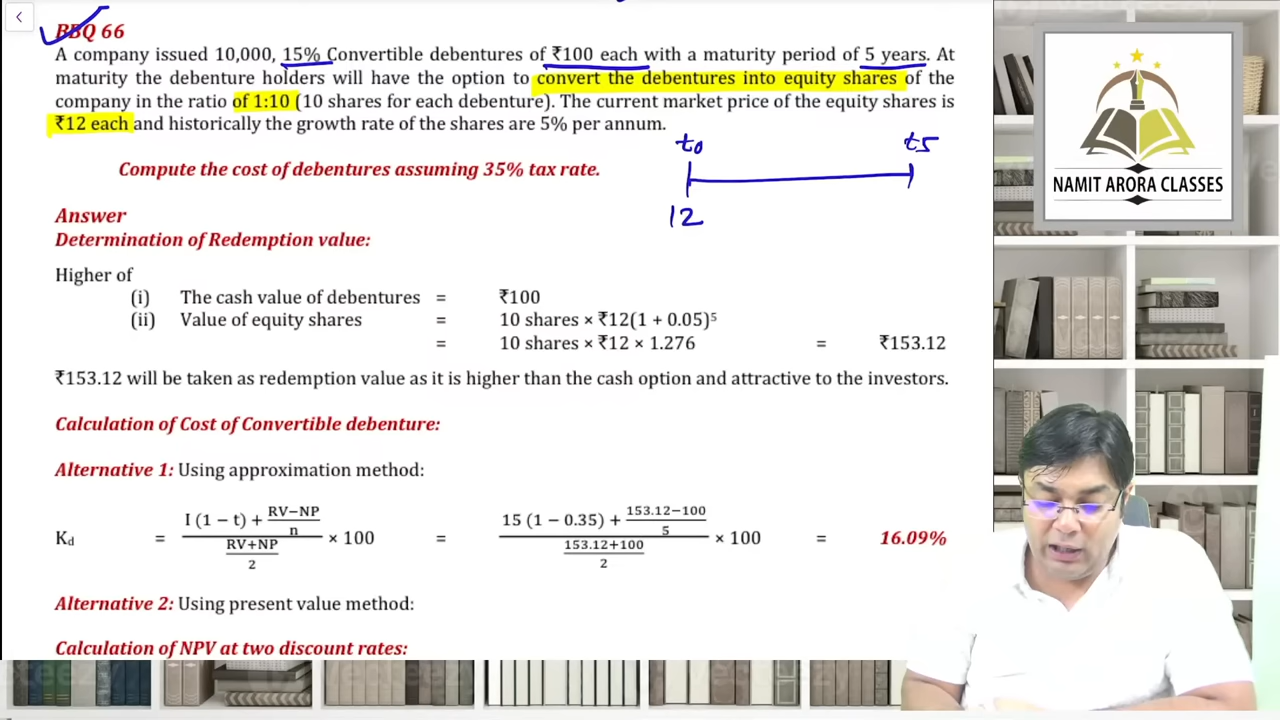 BBQ 66
A company issued 10,000, 15% Convertible debentures of ₹100 each with a maturity period of 5 years. At
maturity the debenture holders will have the option to convert the debentures into equity shares of the
company in the ratio of 1:10 (10 shares for each debenture). The current market price of the equity shares is
₹12 each and historically the growth rate of the shares are 5% per annum.
t0 t5
Compute the cost of debentures assuming 35% tax rate.
12
NAMIT ARORA CLASSES
Answer
Determination of Redemption value:
Higher of
(i) The cash value of debentures = ₹100
(ii) Value of equity shares = 10 shares × ₹12(1 + 0.05)⁵
= 10 shares × ₹12 × 1.276 = ₹153.12
₹153.12 will be taken as redemption value as it is higher than the cash option and attractive to the investors.
Calculation of Cost of Convertible debenture:
Alternative 1: Using approximation method:
Kd = (I (1 − t) + (RV−NP)/n) / ((RV+NP)/2) × 100 = (15 (1 − 0.35) + (153.12−100)/5) / ((153.12+100)/2) × 100 = 16.09%
Alternative 2: Using present value method:
Calculation of NPV at two discount rates: